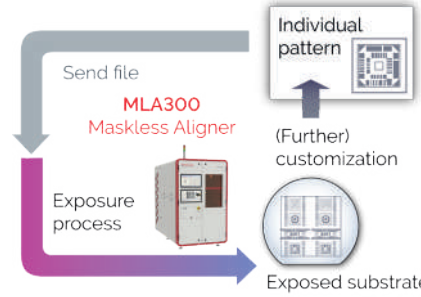 Individual
pattern
Send file
MLA300
Maskless Aligner
(Further)
customization
Exposure
process
Exposed substrate